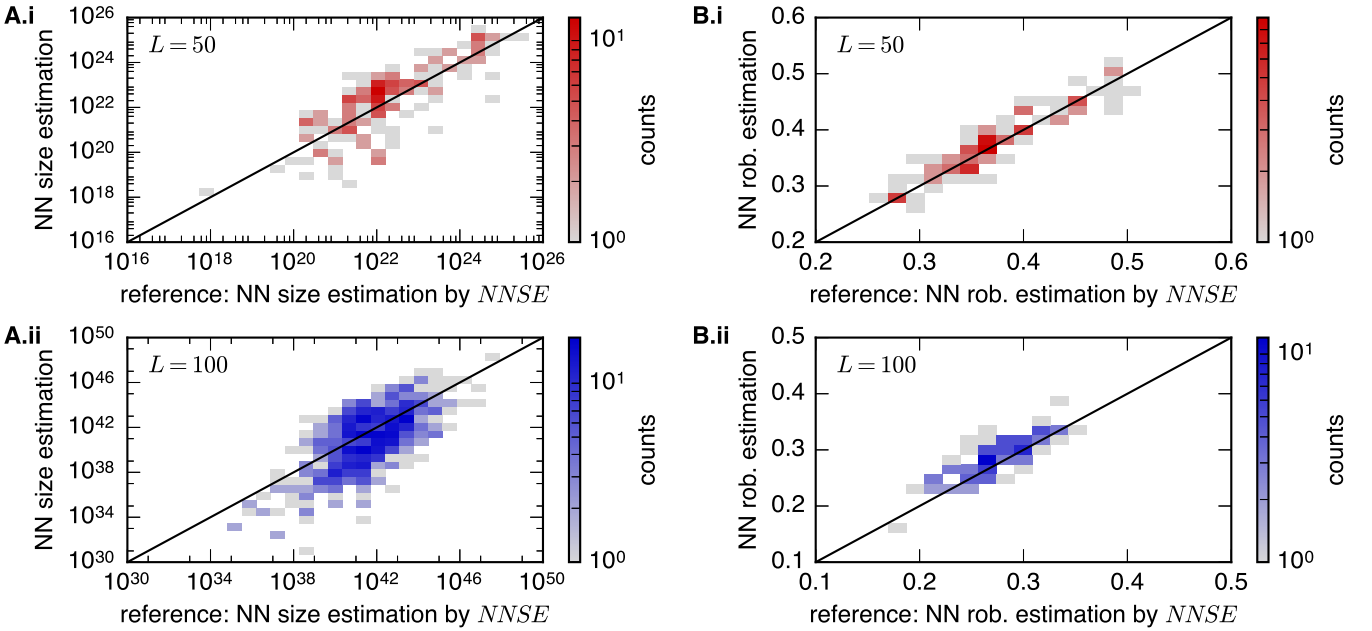 A.i
L = 50
NN size estimation
10^26
10^24
10^22
10^20
10^18
10^16
10^16 10^18 10^20 10^22 10^24 10^26
reference: NN size estimation by NNSE
10^1
10^0
counts
B.i
L = 50
NN rob. estimation
0.6
0.5
0.4
0.3
0.2
0.2 0.3 0.4 0.5 0.6
reference: NN rob. estimation by NNSE
10^0
counts
A.ii
L = 100
NN size estimation
10^50
10^46
10^42
10^38
10^34
10^30
10^30 10^34 10^38 10^42 10^46 10^50
reference: NN size estimation by NNSE
10^1
10^0
counts
B.ii
L = 100
NN rob. estimation
0.5
0.4
0.3
0.2
0.1
0.1 0.2 0.3 0.4 0.5
reference: NN rob. estimation by NNSE
10^1
10^0
counts